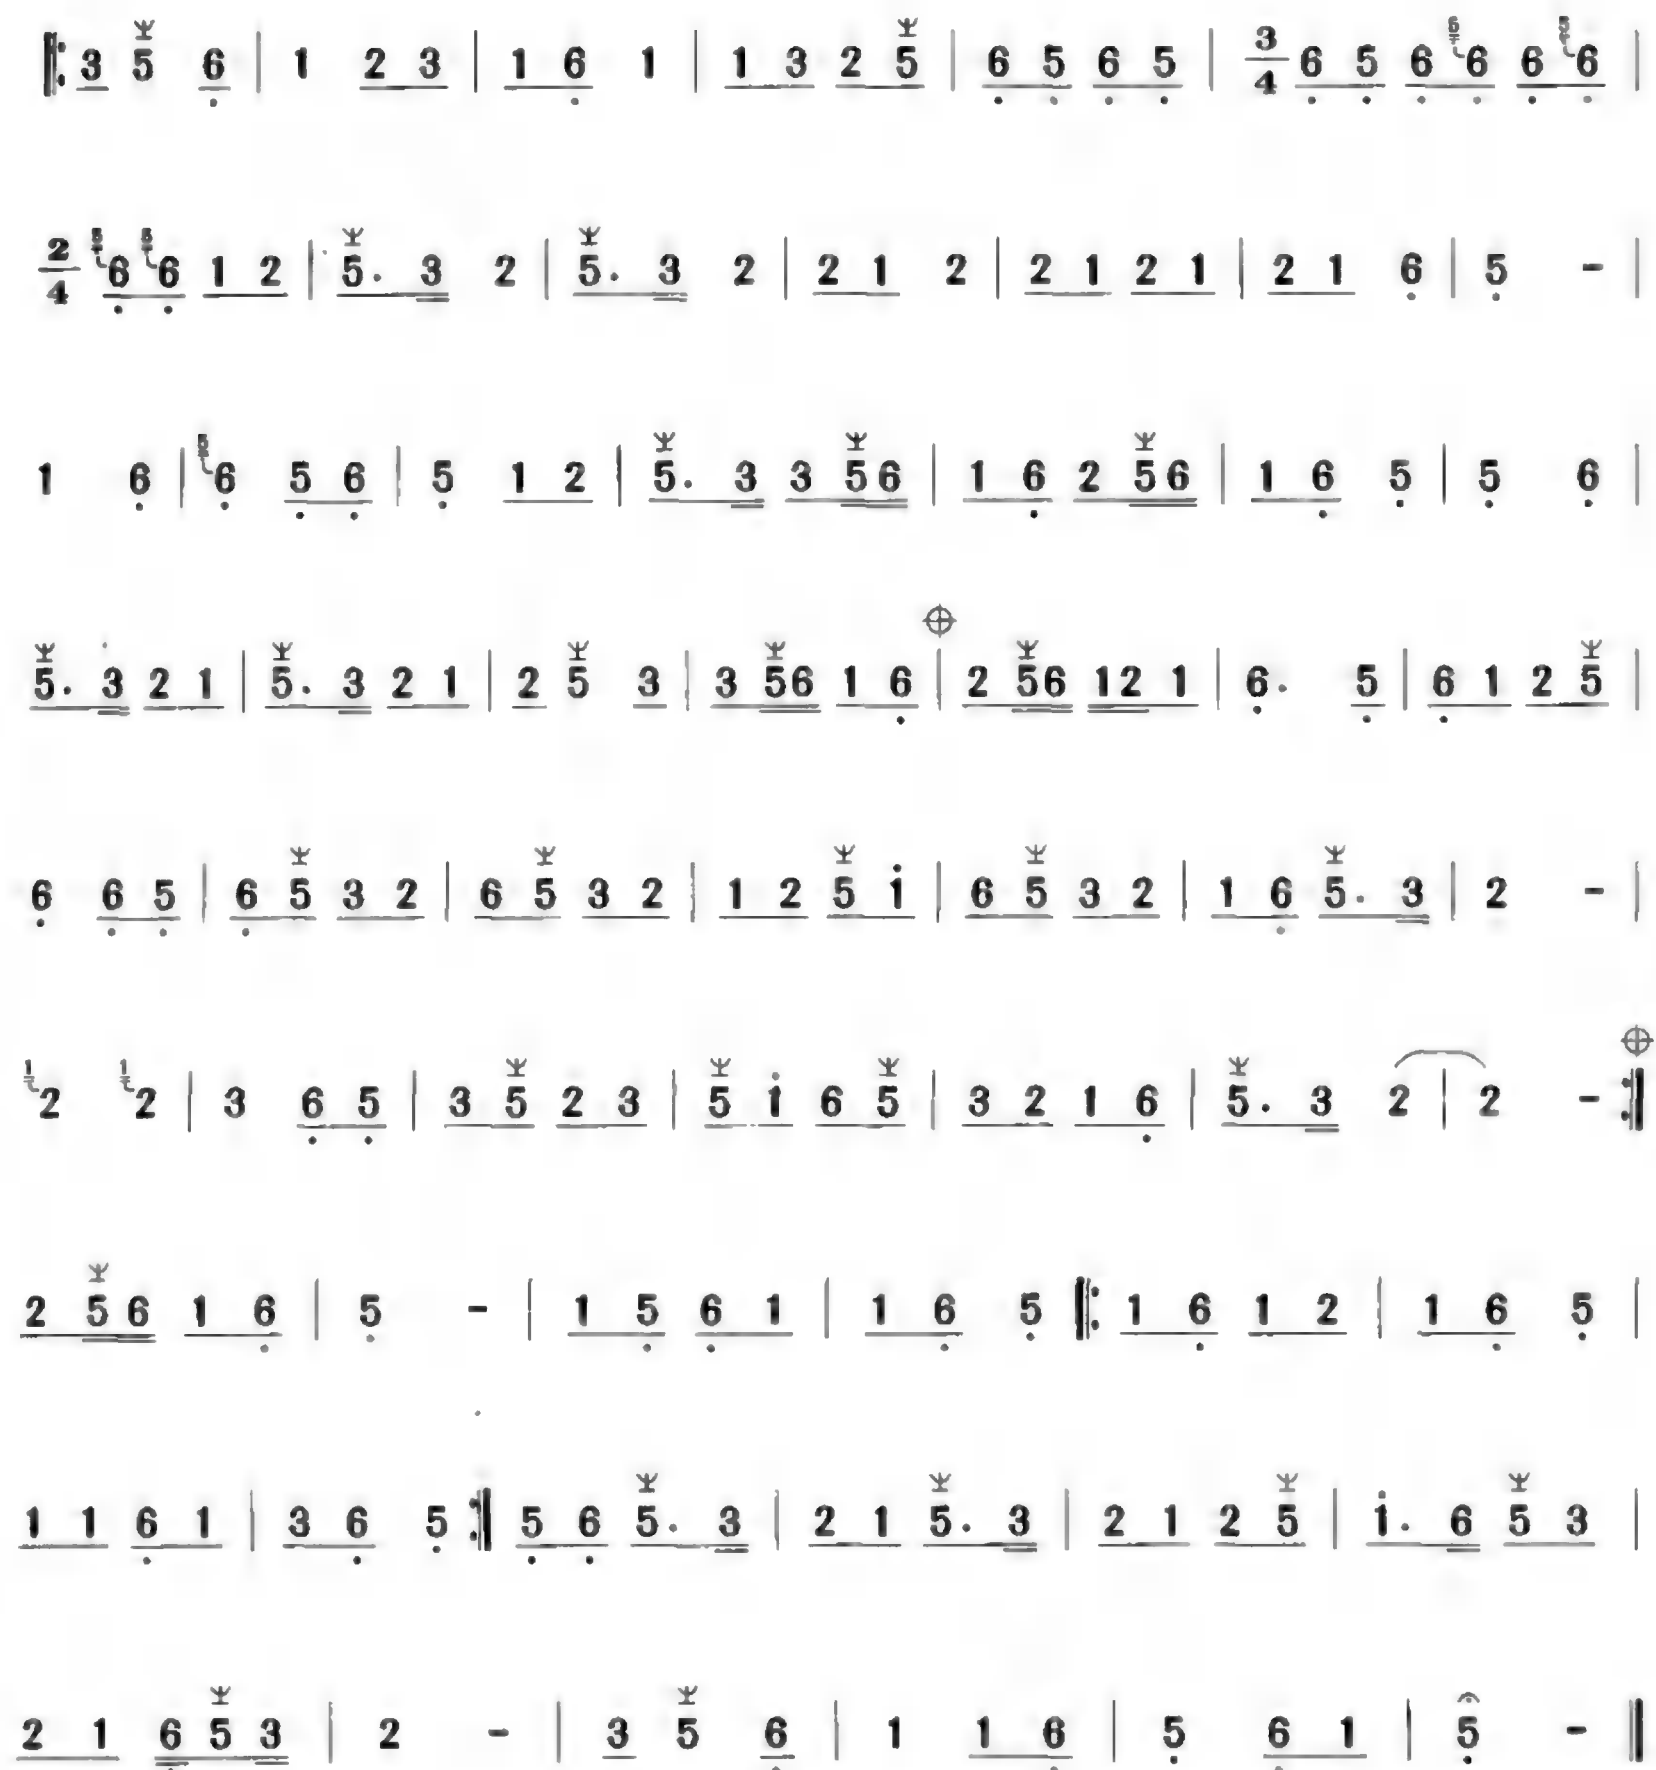 3 5 6 | 1 2 3 | 1 6 1 | 1 3 2 5 | 6 5 6 5 | 3/4 6 5 6 6 6 6 6 5 6 |
2/4 5 6 5 6 1 2 | 5. 3 2 | 5. 3 2 | 2 1 2 | 2 1 2 1 | 2 1 6 | 5 - |
1 6 | 5 6 5 6 | 5 1 2 | 5. 3 3 5 6 | 1 6 2 5 6 | 1 6 5 | 5 6 |
5. 3 2 1 | 5. 3 2 1 | 2 5 3 | 3 5 6 1 6 | 2 5 6 1 2 1 | 6. 5 | 6 1 2 5 |
6 6 5 | 6 5 3 2 | 6 5 3 2 | 1 2 5 i | 6 5 3 2 | 1 6 5. 3 | 2 - |
1 2 1 2 | 3 6 5 | 3 5 2 3 | 5 i 6 5 | 3 2 1 6 | 5. 3 2 | 2 - :|
2 5 6 1 6 | 5 - | 1 5 6 1 | 1 6 5 |: 1 6 1 2 | 1 6 5 |
1 1 6 1 | 3 6 5 :| 5 6 5. 3 | 2 1 5. 3 | 2 1 2 5 | i. 6 5 3 |
2 1 6 5 3 | 2 - | 3 5 6 | 1 1 6 | 5 6 1 | 5 - ‖